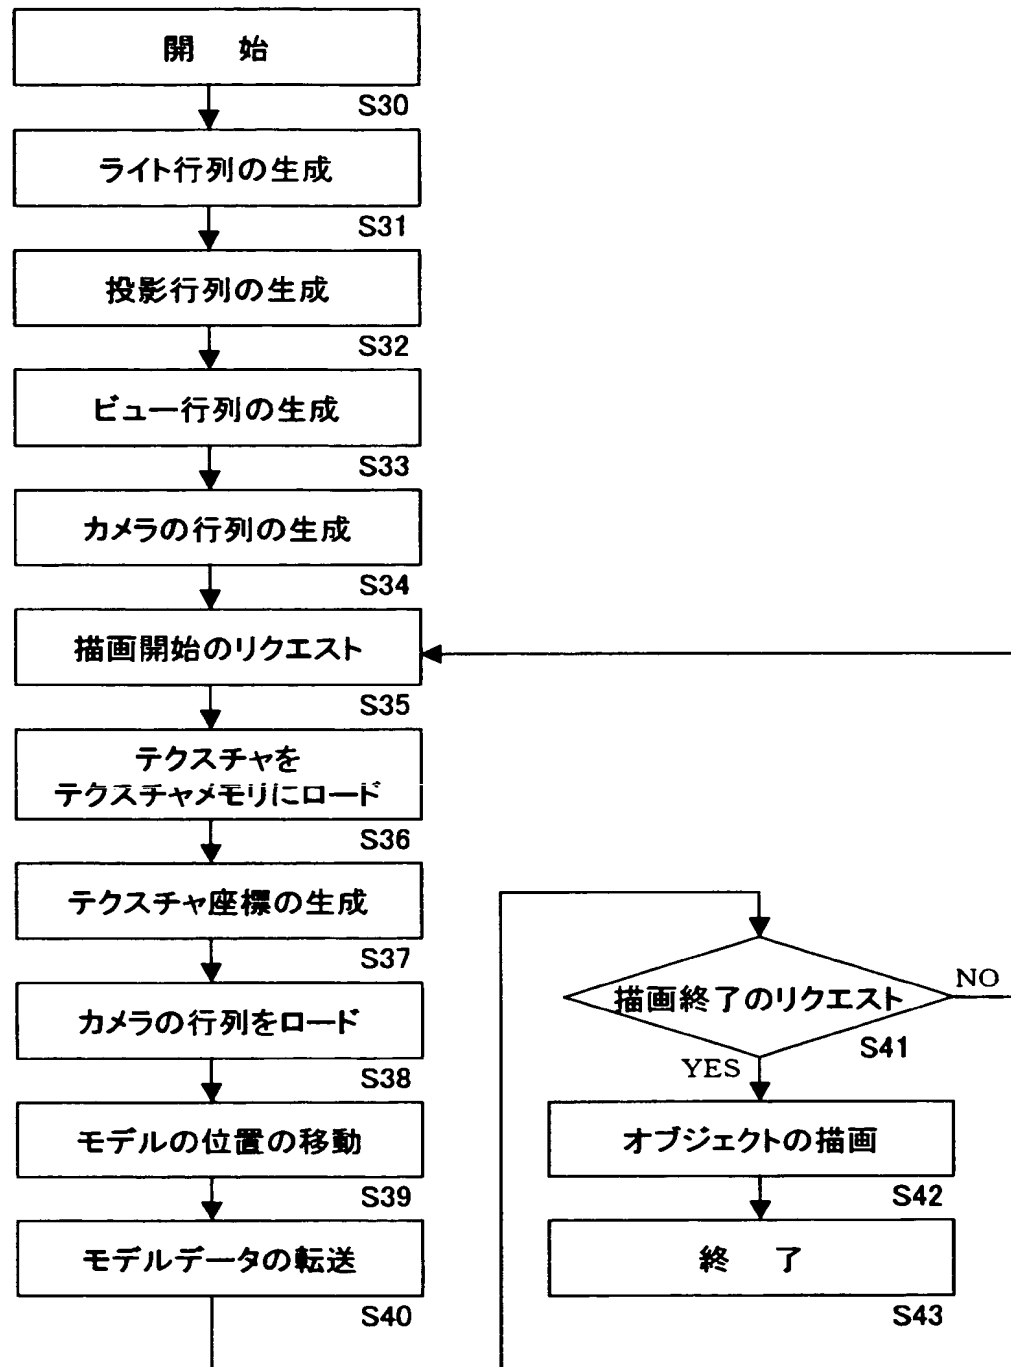 開 始
S30
ライト行列の生成
S31
投影行列の生成
S32
ビュー行列の生成
S33
カメラの行列の生成
S34
描画開始のリクエスト
S35
テクスチャを
テクスチャメモリにロード
S36
テクスチャ座標の生成
S37
カメラの行列をロード
S38
モデルの位置の移動
S39
モデルデータの転送
S40
描画終了のリクエスト
NO
S41
YES
オブジェクトの描画
S42
終 了
S43